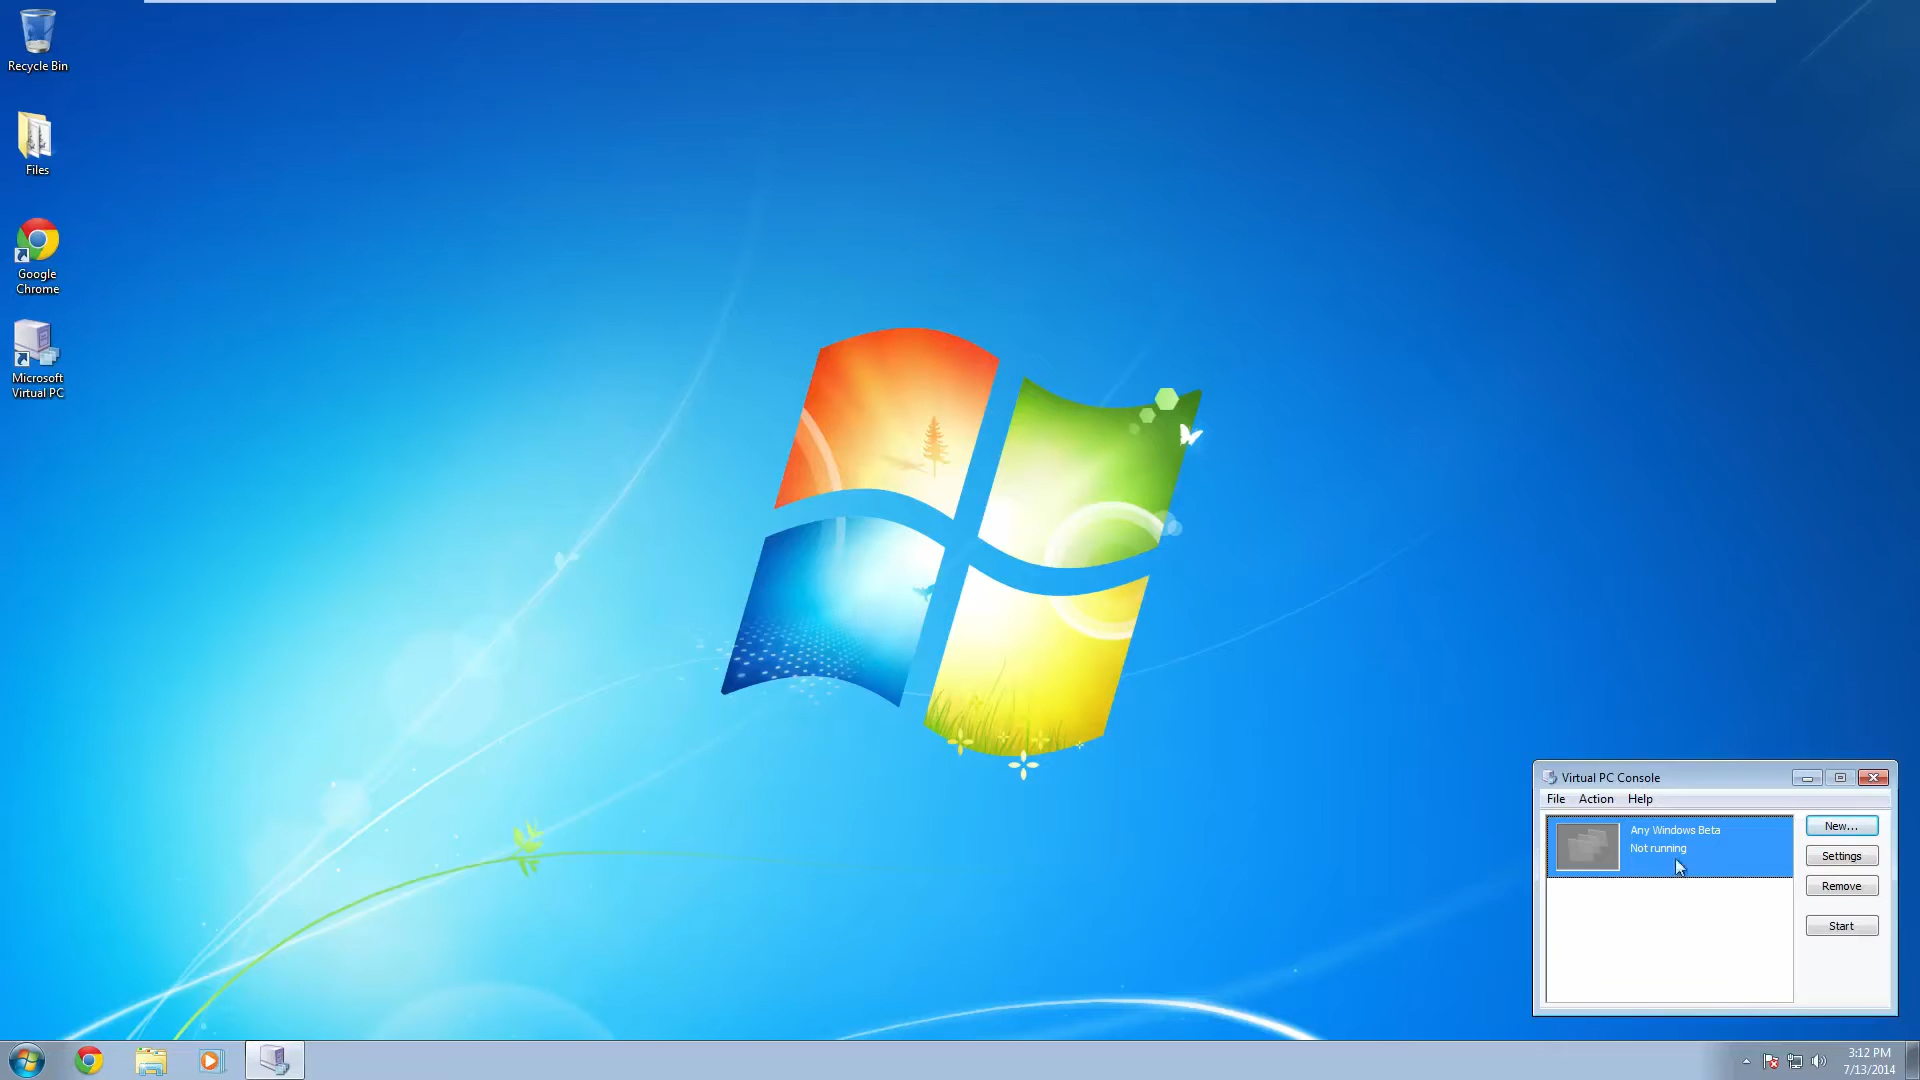 Recycle Bin
Files
Google
Chrome
Microsoft
Virtual PC
Virtual PC Console
File Action Help
Any Windows Beta
Not running
New...
Settings
Remove
Start
3:12 PM
7/13/2014